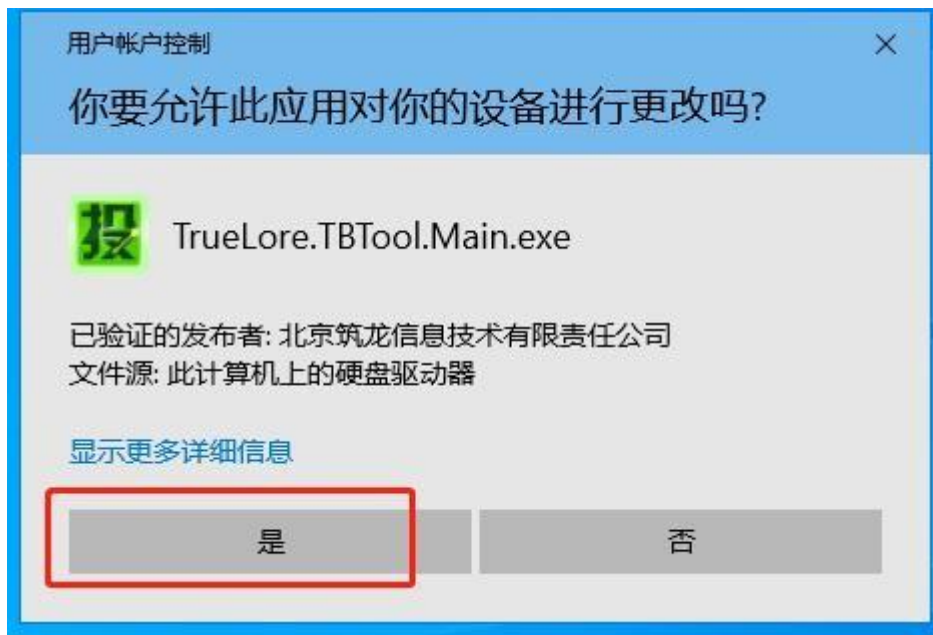 用户帐户控制
你要允许此应用对你的设备进行更改吗?
投
TrueLore.TBTool.Main.exe
已验证的发布者: 北京筑龙信息技术有限责任公司
文件源: 此计算机上的硬盘驱动器
显示更多详细信息
是
否